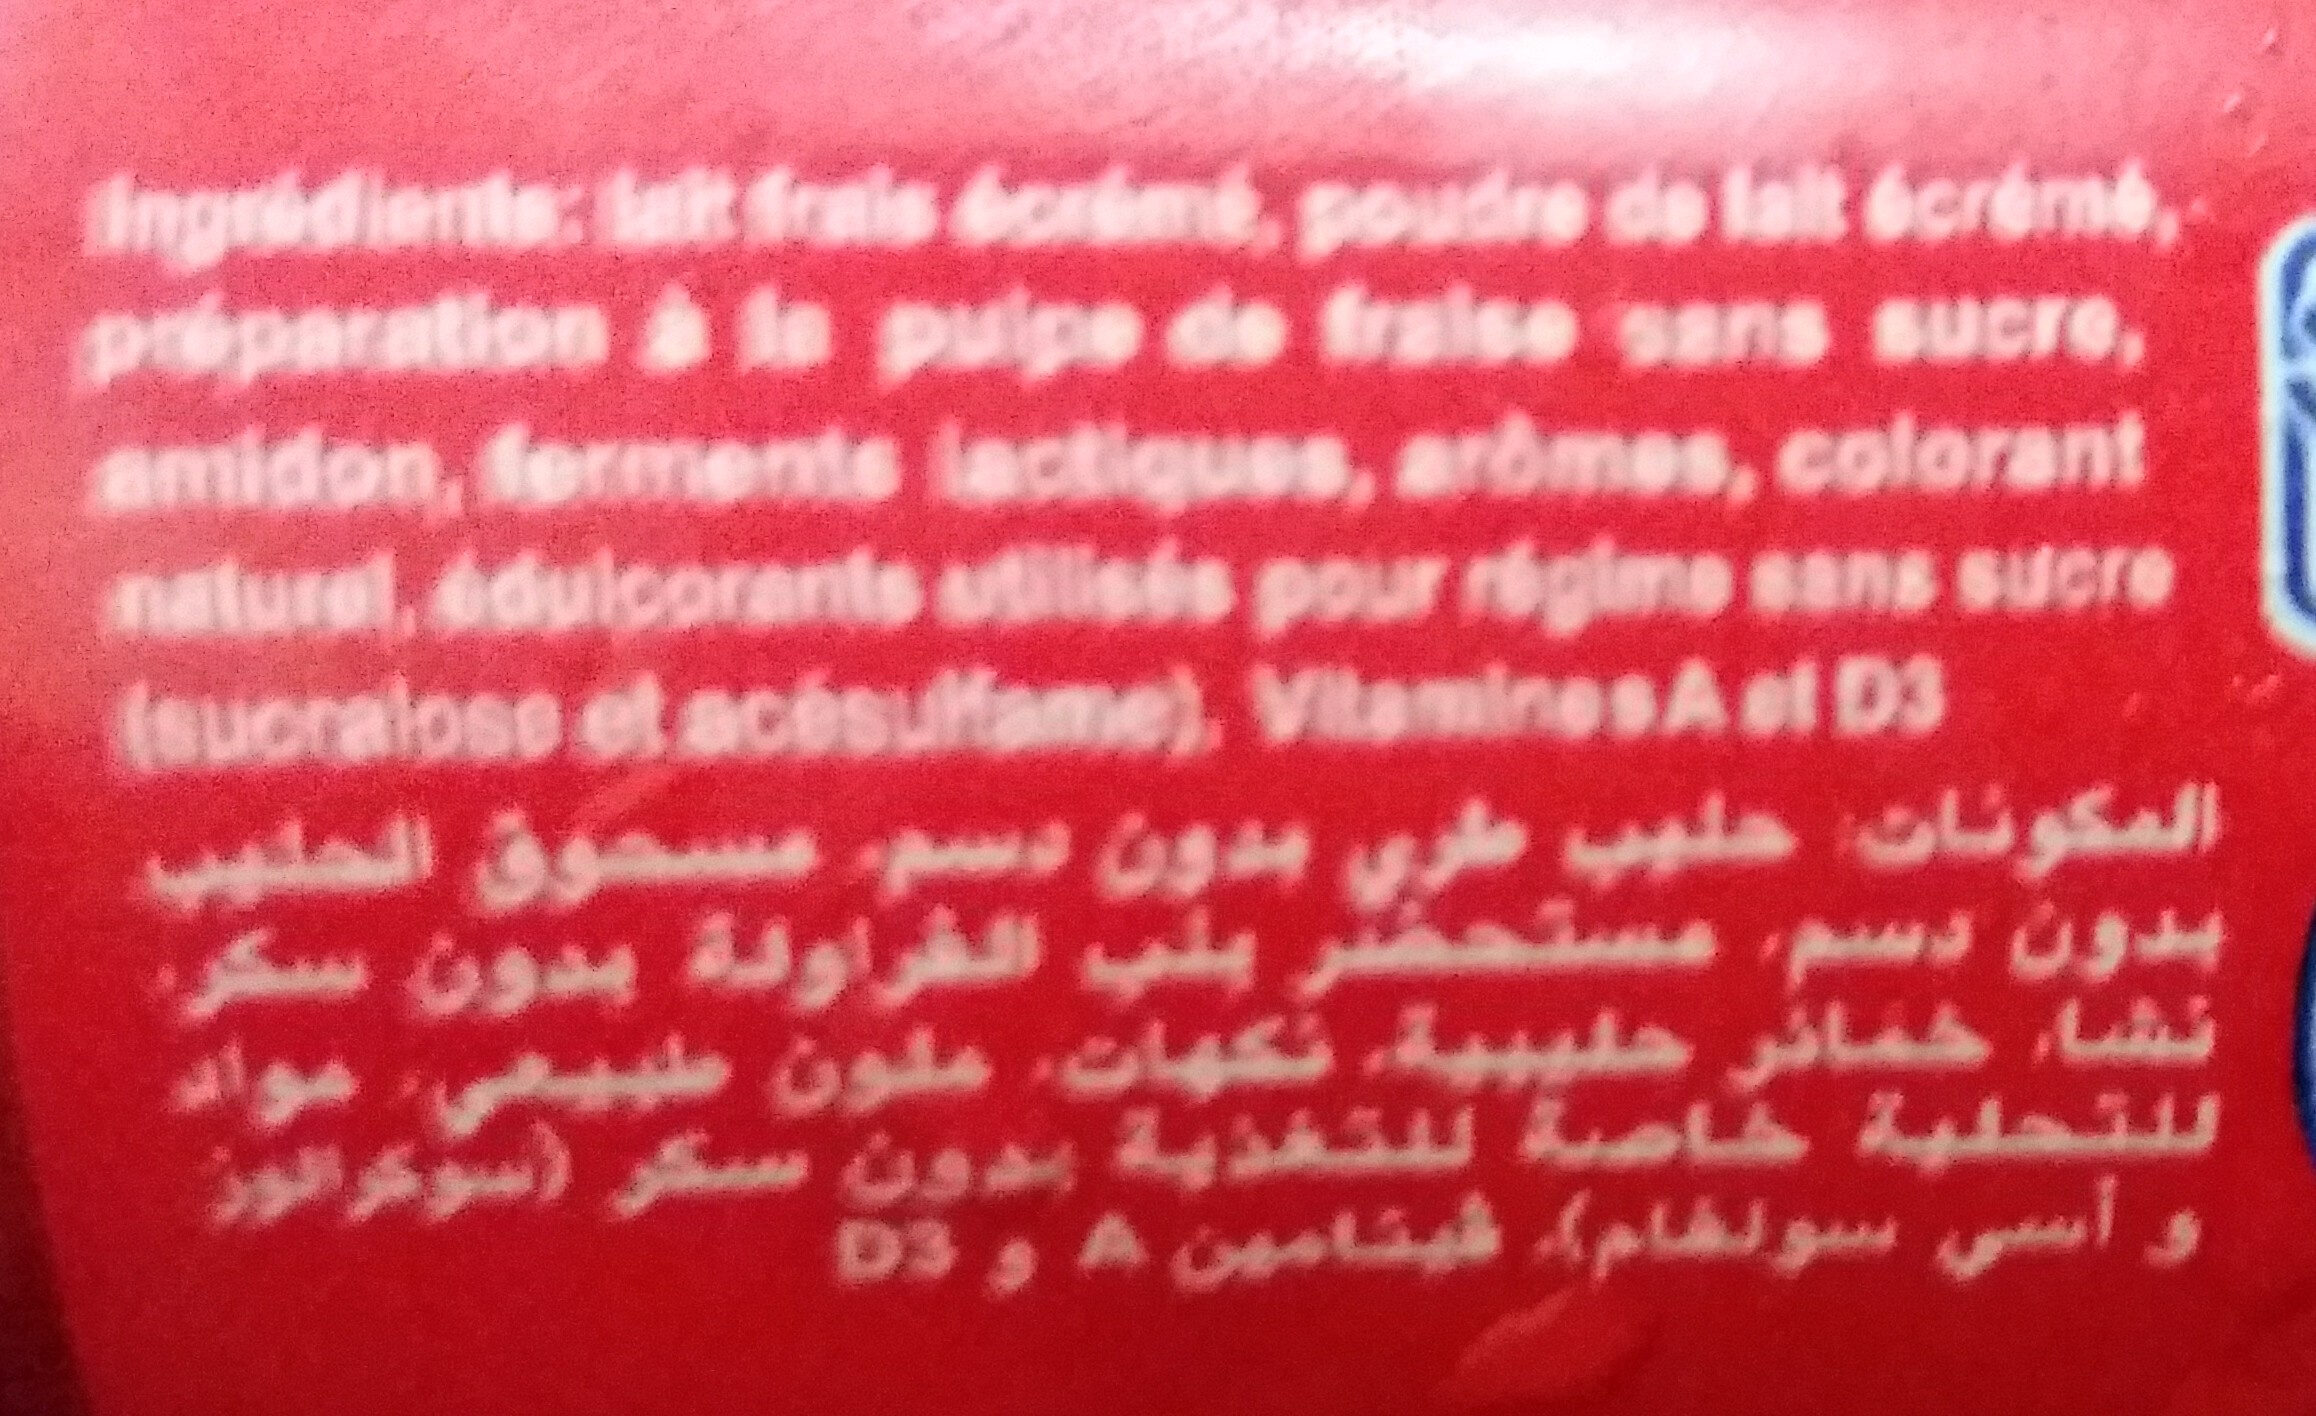 Ingrédients: lait frais écrémé, poudre de lait écrémé,
préparation à la pulpe de fraise sans sucre,
amidon, ferments lactiques, arômes, colorant
naturel, édulcorants utilisés pour régime sans sucre
(sucralose et acésulfame), Vitamines A et D3
المكونات: حليب طري بدون دسم، مسحوق الحليب
بدون دسم، مستحضر بلب الفراولة بدون سكر،
نشا، خمائر حليبية، نكهات، ملون طبيعي، مواد
للتحلية خاصة للتغذية بدون سكر (سوكرالوز
و أسي سولفام)، فيتامين A و D3